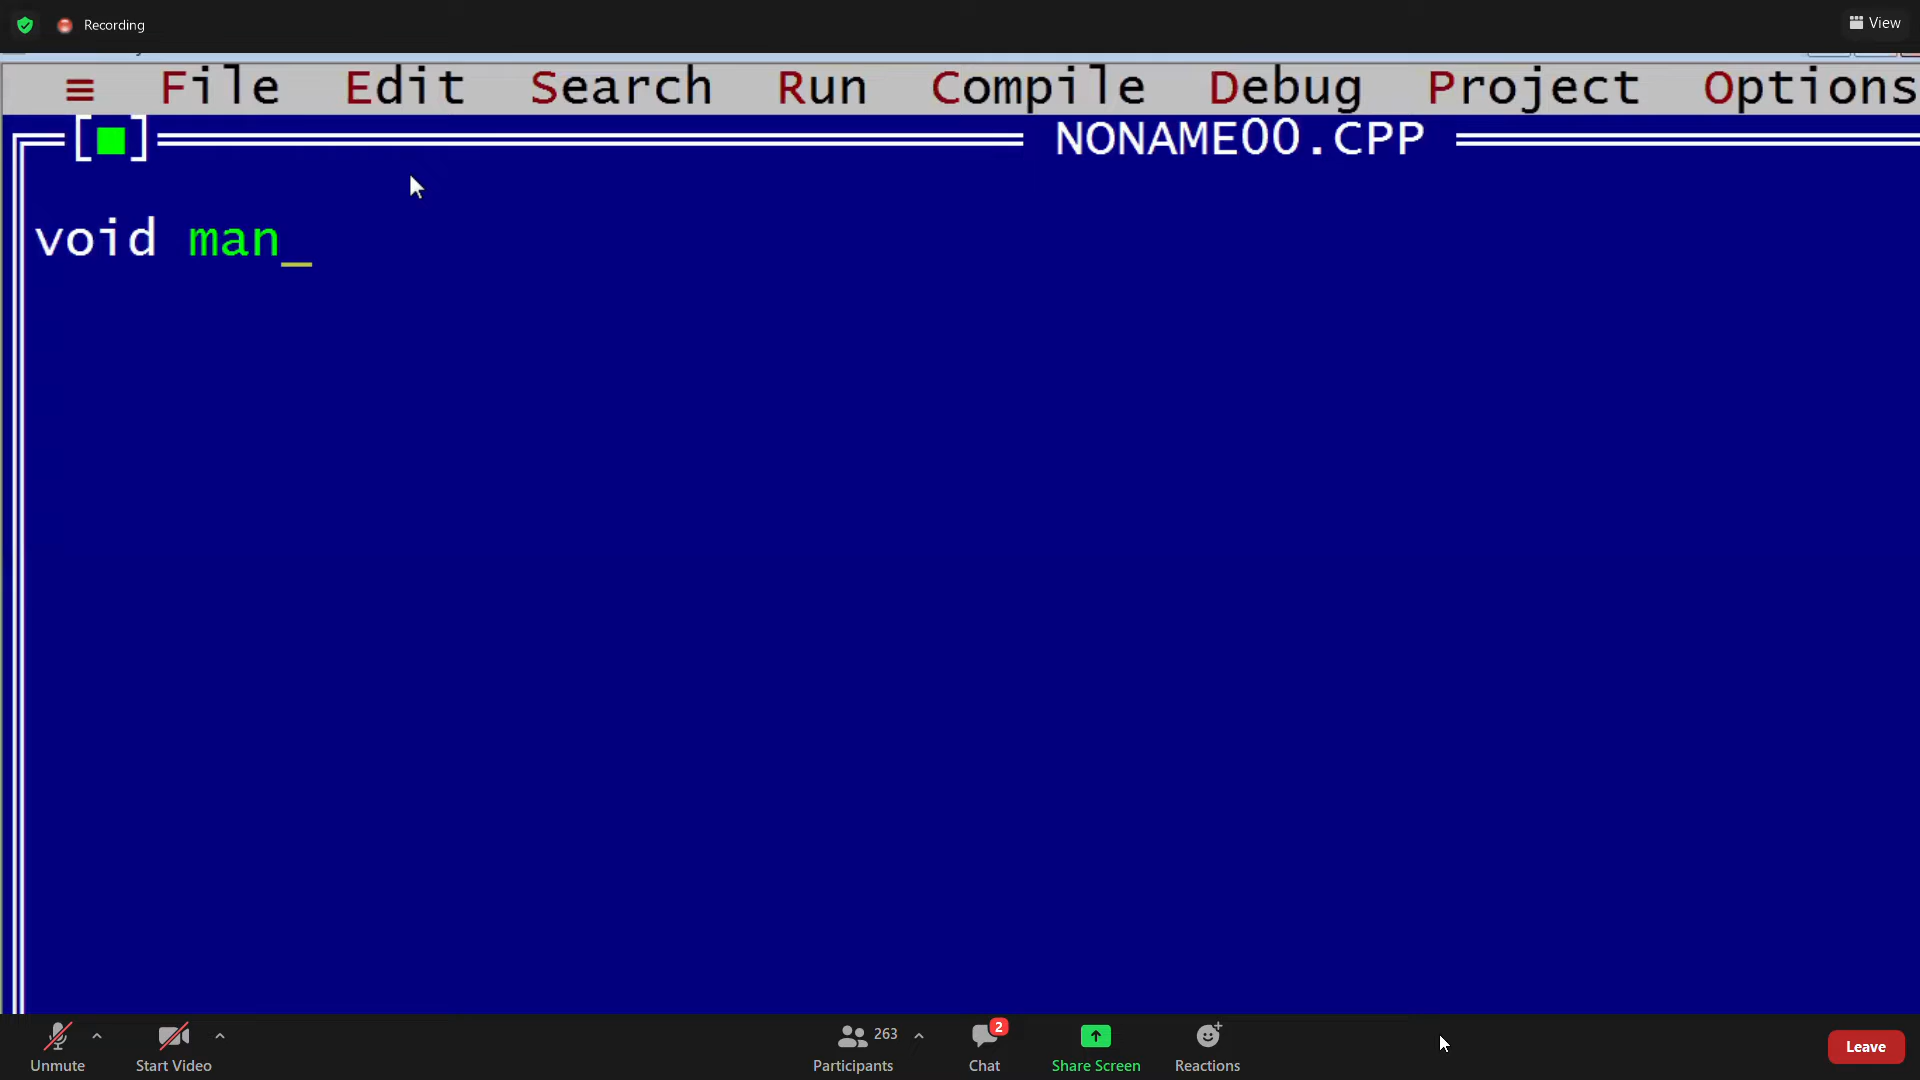 Recording
View
≡ File Edit Search Run Compile Debug Project Options
[■] NONAME00.CPP
void man_
Unmute
Start Video
263
Participants
2
Chat
Share Screen
Reactions
Leave